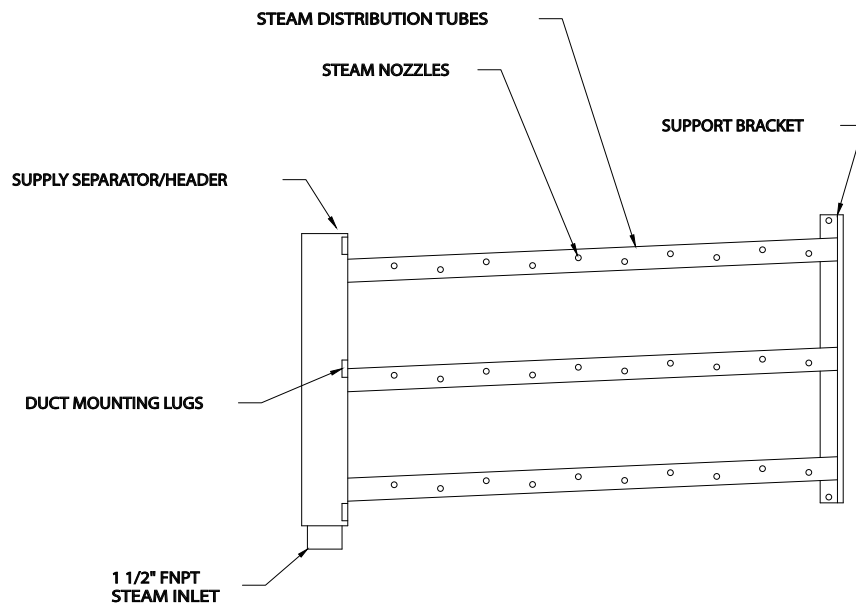 STEAM DISTRIBUTION TUBES
STEAM NOZZLES
SUPPORT BRACKET
SUPPLY SEPARATOR/HEADER
DUCT MOUNTING LUGS
1 1/2" FNPT
STEAM INLET